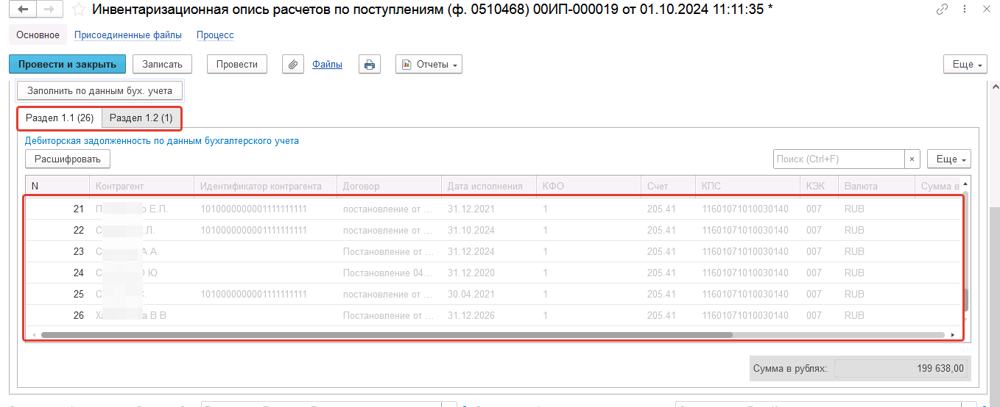 Инвентаризационная опись расчетов по поступлениям (ф. 0510468) 00ИП-000019 от 01.10.2024 11:11:35 *
Основное Присоединенные файлы Процесс
Провести и закрыть Записать Провести Файлы Отчеты Еще
Заполнить по данным бух. учета
Раздел 1.1 (26) Раздел 1.2 (1)
Дебиторская задолженность по данным бухгалтерского учета
Расшифровать Поиск (Ctrl+F) × Еще
N Контрагент Идентификатор контрагента Договор Дата исполнения КФО Счет КПС КЭК Валюта Сумма в
21 Е.П. 1010000000001111111111 постановление от ... 31.12.2021 1 205.41 11601071010030140 007 RUB
22 .Л. 1010000000001111111111 постановление от ... 31.10.2024 1 205.41 11601071010030140 007 RUB
23 А А Постановление от ... 31.12.2024 1 205.41 11601071010030140 007 RUB
24 Ю Постановление 04... 31.12.2020 1 205.41 11601071010030140 007 RUB
25 1010000000001111111111 постановление от ... 30.04.2021 1 205.41 11601071010030140 007 RUB
26 В В Постановление от ... 31.12.2026 1 205.41 11601071010030140 007 RUB
Сумма в рублях: 199 638,00